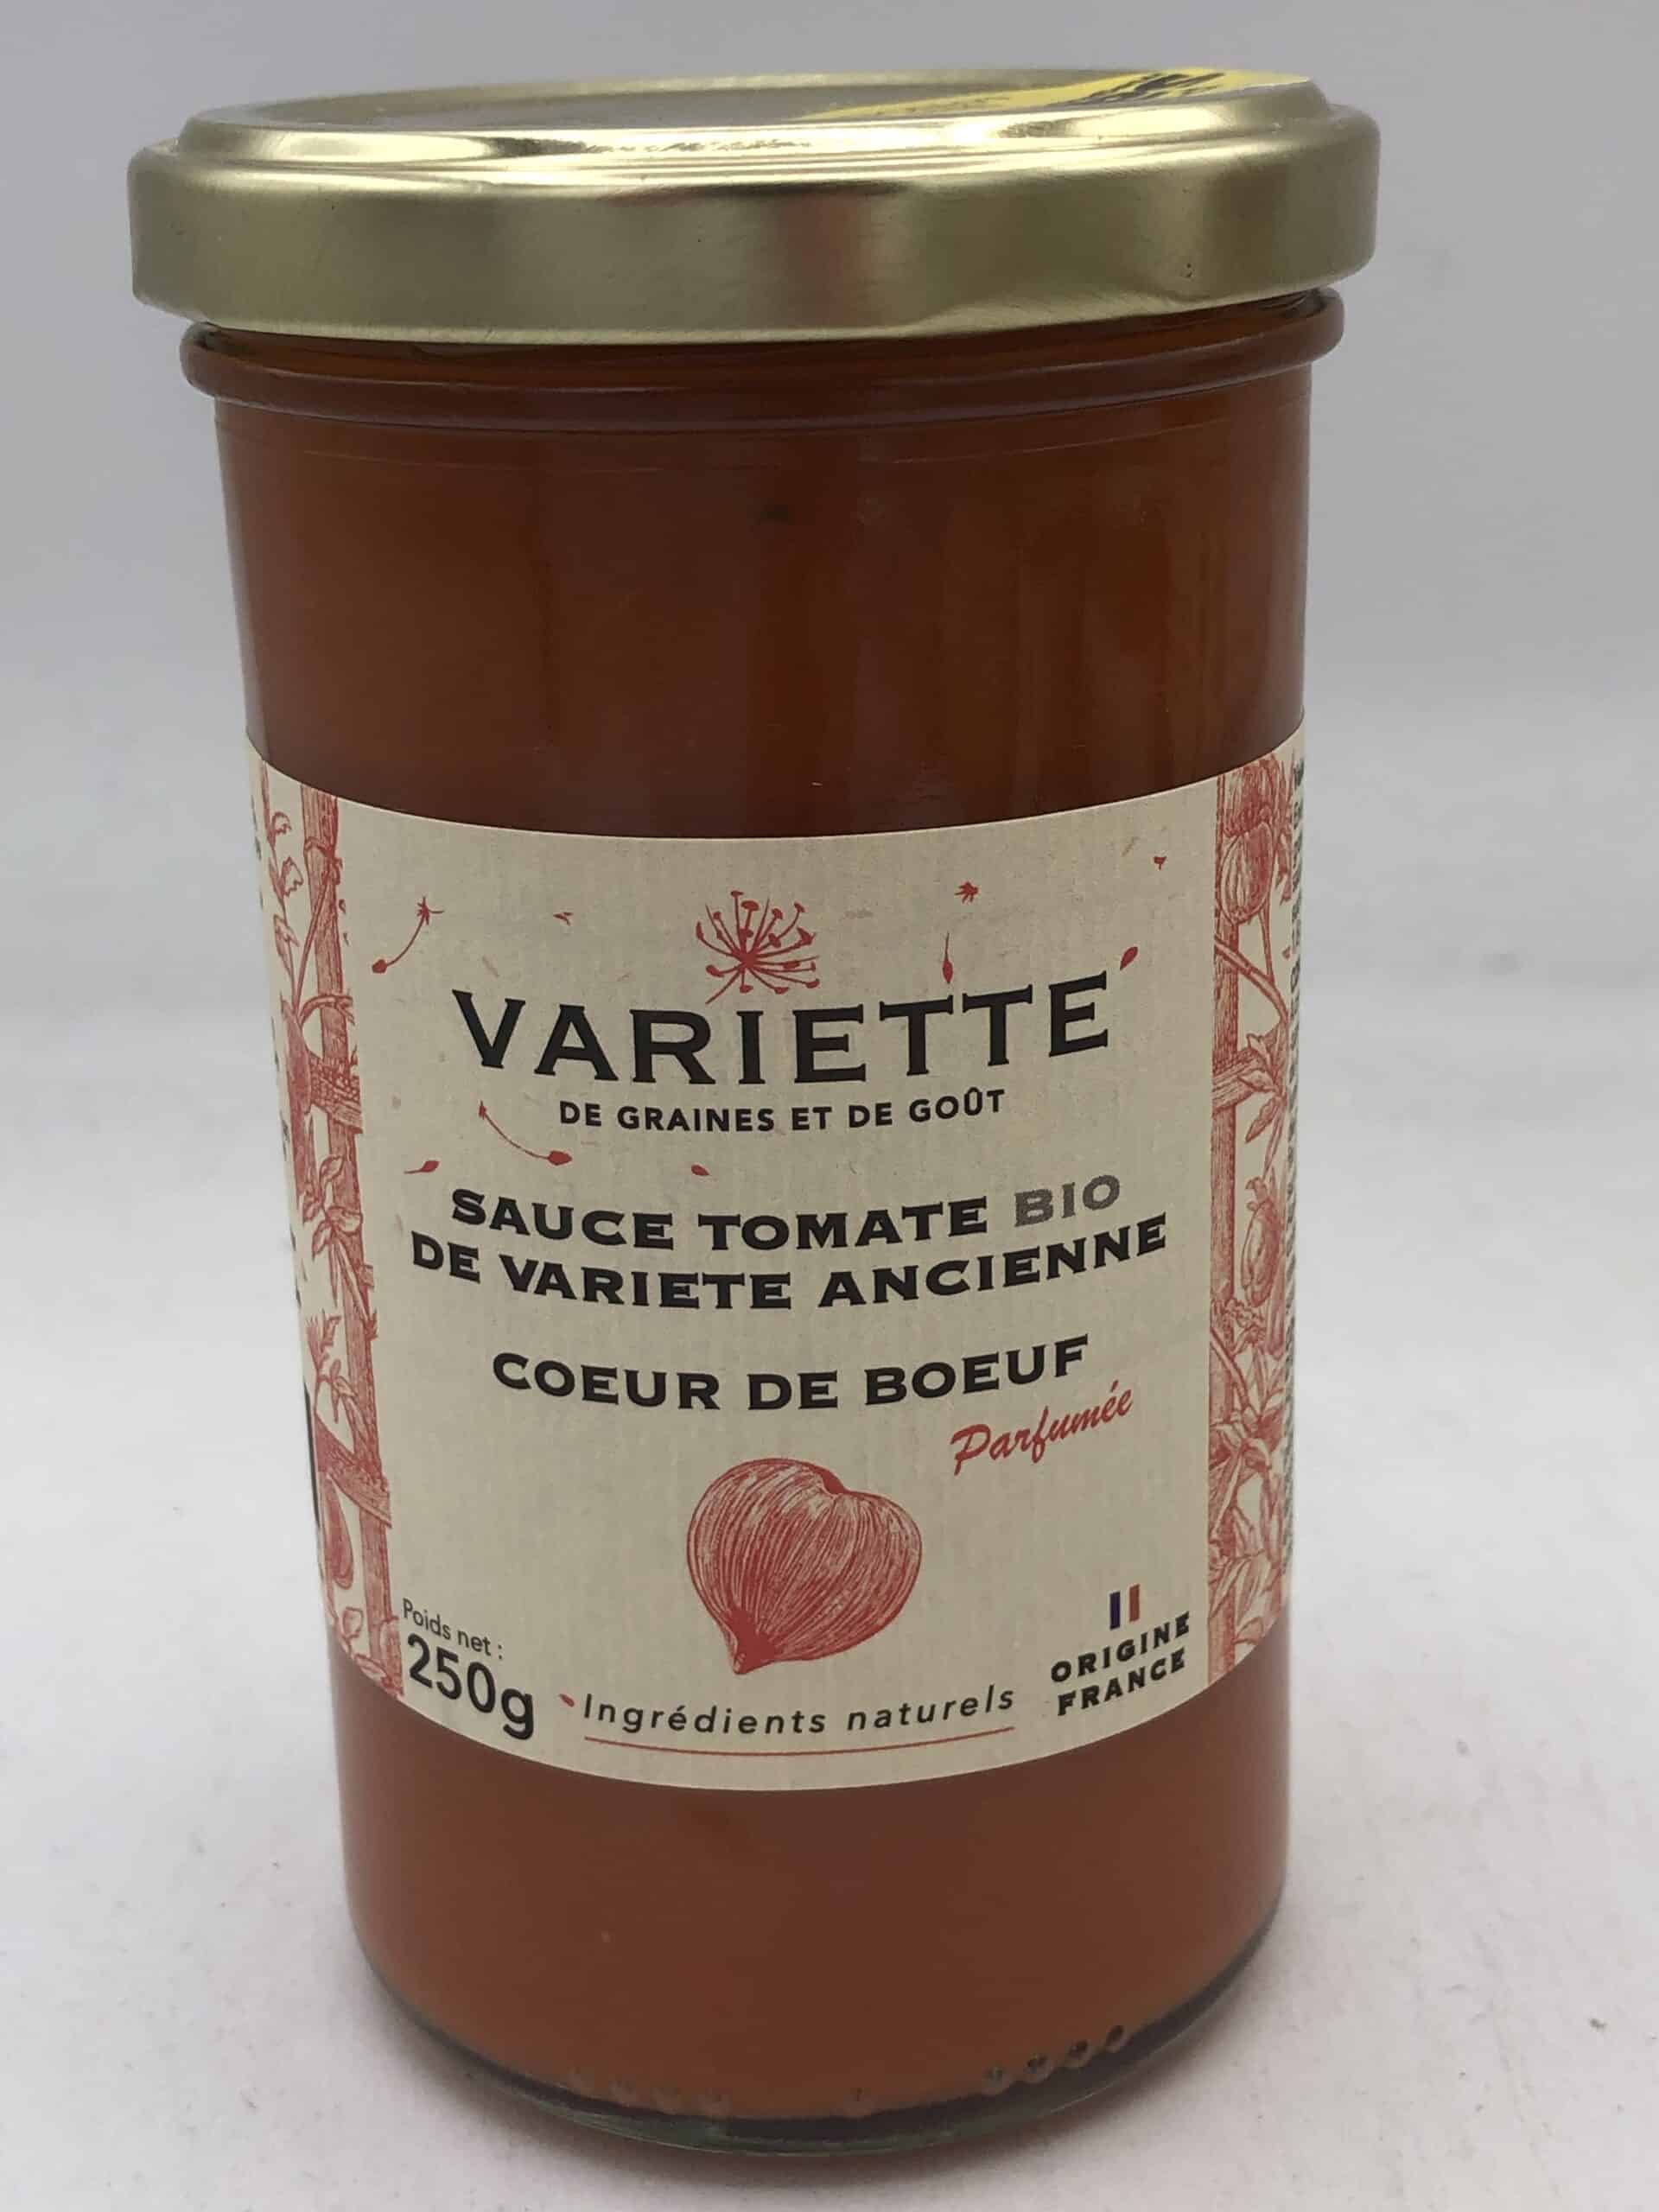 VARIETTE
DE GRAINES ET DE GOÛT
SAUCE TOMATE BIO
DE VARIETE ANCIENNE
COEUR DE BOEUF
Parfumée
Poids net :
250g
Ingrédients naturels
ORIGINE
FRANCE